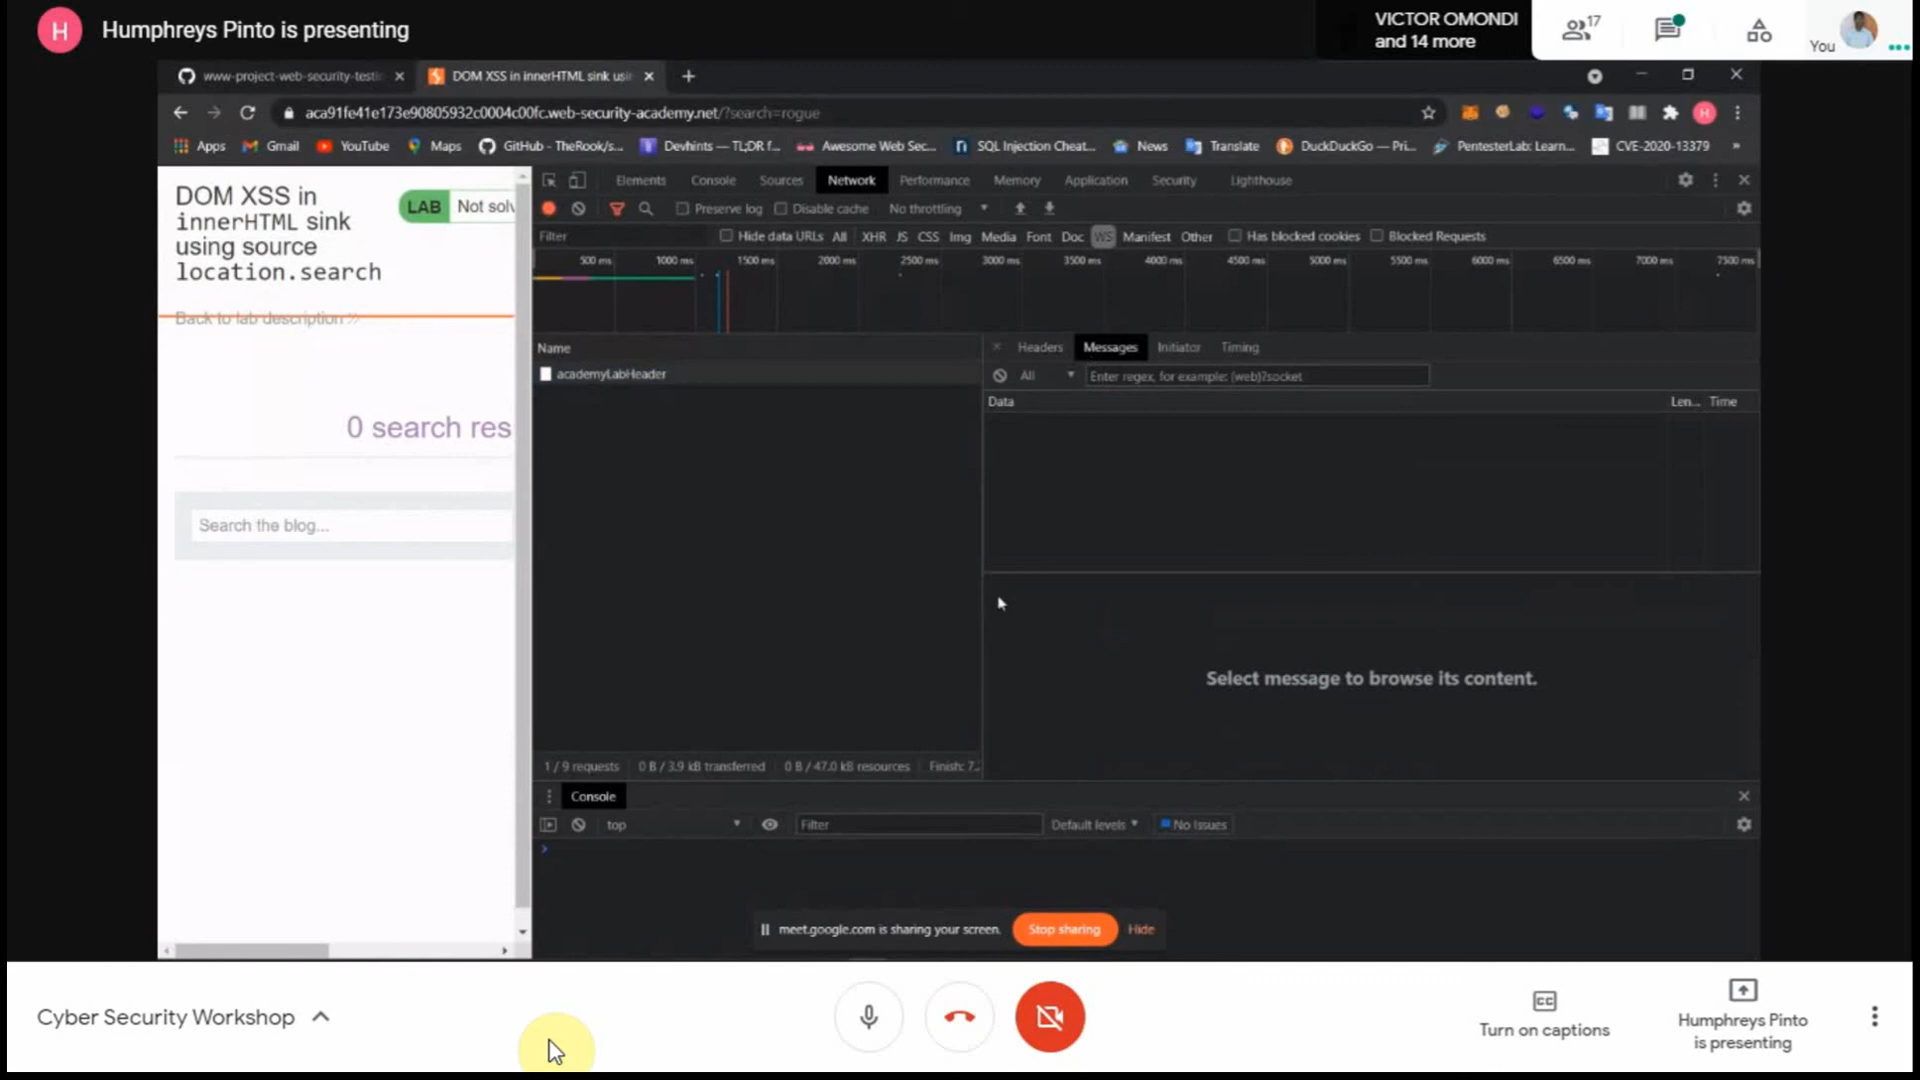 H
Humphreys Pinto is presenting
VICTOR OMONDI
and 14 more
17
You
www-project-web-security-testin
DOM XSS in innerHTML sink usi
aca91fe41e173e90805932c0004c00fc.web-security-academy.net/?search=rogue
H
Apps
Gmail
YouTube
Maps
GitHub - TheRook/s...
Devhints — TL;DR f...
Awesome Web Sec...
SQL Injection Cheat...
News
Translate
DuckDuckGo — Pri...
PentesterLab: Learn...
CVE-2020-13379
»
DOM XSS in
innerHTML sink
using source
location.search
LAB
Not solv
Back to lab description
0 search res
Search the blog...
Elements
Console
Sources
Network
Performance
Memory
Application
Security
Lighthouse
Preserve log
Disable cache
No throttling
Filter
Hide data URLs
All
XHR
JS
CSS
Img
Media
Font
Doc
WS
Manifest
Other
Has blocked cookies
Blocked Requests
500 ms
1000 ms
1500 ms
2000 ms
2500 ms
3000 ms
3500 ms
4000 ms
4500 ms
5000 ms
5500 ms
6000 ms
6500 ms
7000 ms
7500 ms
Name
academyLabHeader
Headers
Messages
Initiator
Timing
All
Enter regex, for example: (web)?socket
Data
Len...
Time
Select message to browse its content.
1 / 9 requests
0 B / 3.9 kB transferred
0 B / 47.0 kB resources
Finish: 7..
Console
top
Filter
Default levels
No Issues
meet.google.com is sharing your screen.
Stop sharing
Hide
Cyber Security Workshop
CC
Turn on captions
Humphreys Pinto
is presenting